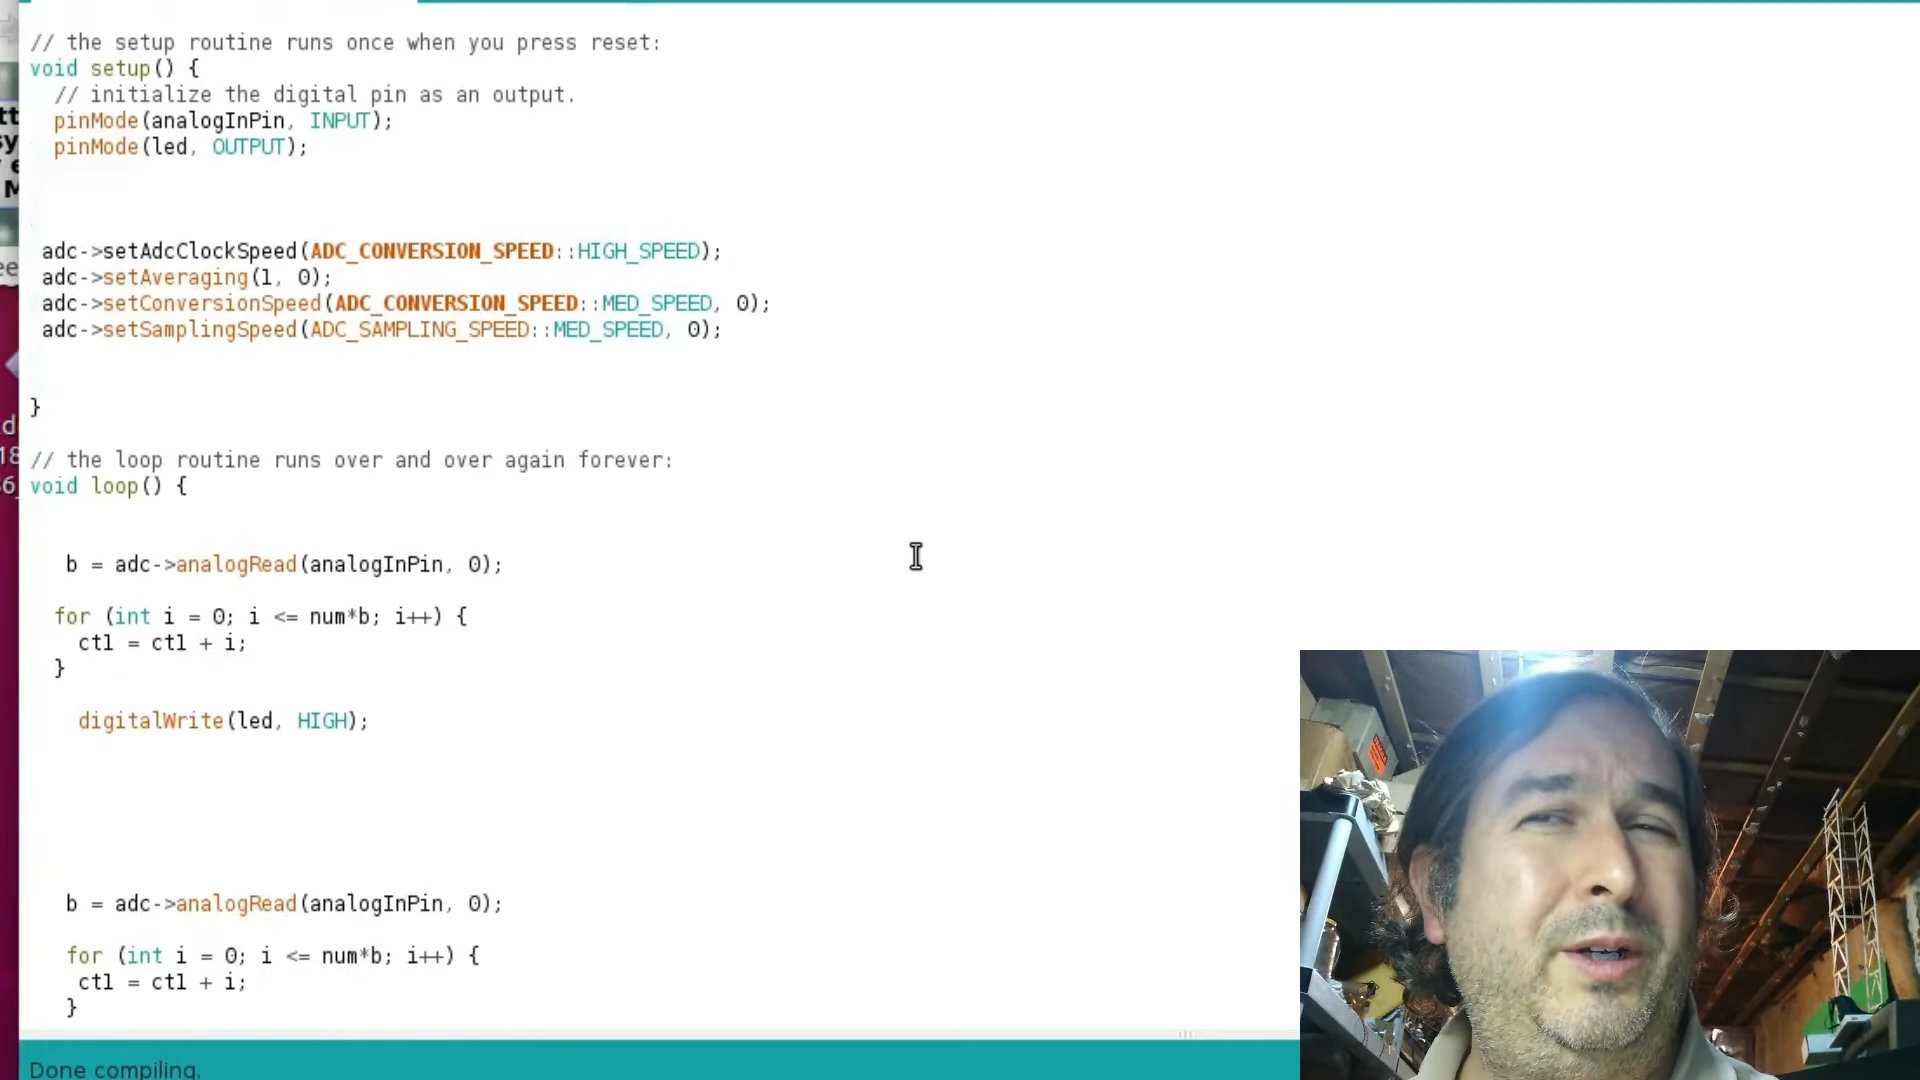 // the setup routine runs once when you press reset:
void setup() {
// initialize the digital pin as an output.
pinMode(analogInPin, INPUT);
pinMode(led, OUTPUT);
adc->setAdcClockSpeed(ADC_CONVERSION_SPEED::HIGH_SPEED);
adc->setAveraging(1, 0);
adc->setConversionSpeed(ADC_CONVERSION_SPEED::MED_SPEED, 0);
adc->setSamplingSpeed(ADC_SAMPLING_SPEED::MED_SPEED, 0);
}
// the loop routine runs over and over again forever:
void loop() {
b = adc->analogRead(analogInPin, 0);
for (int i = 0; i <= num*b; i++) {
ctl = ctl + i;
}
digitalWrite(led, HIGH);
b = adc->analogRead(analogInPin, 0);
for (int i = 0; i <= num*b; i++) {
ctl = ctl + i;
}
Done compiling.